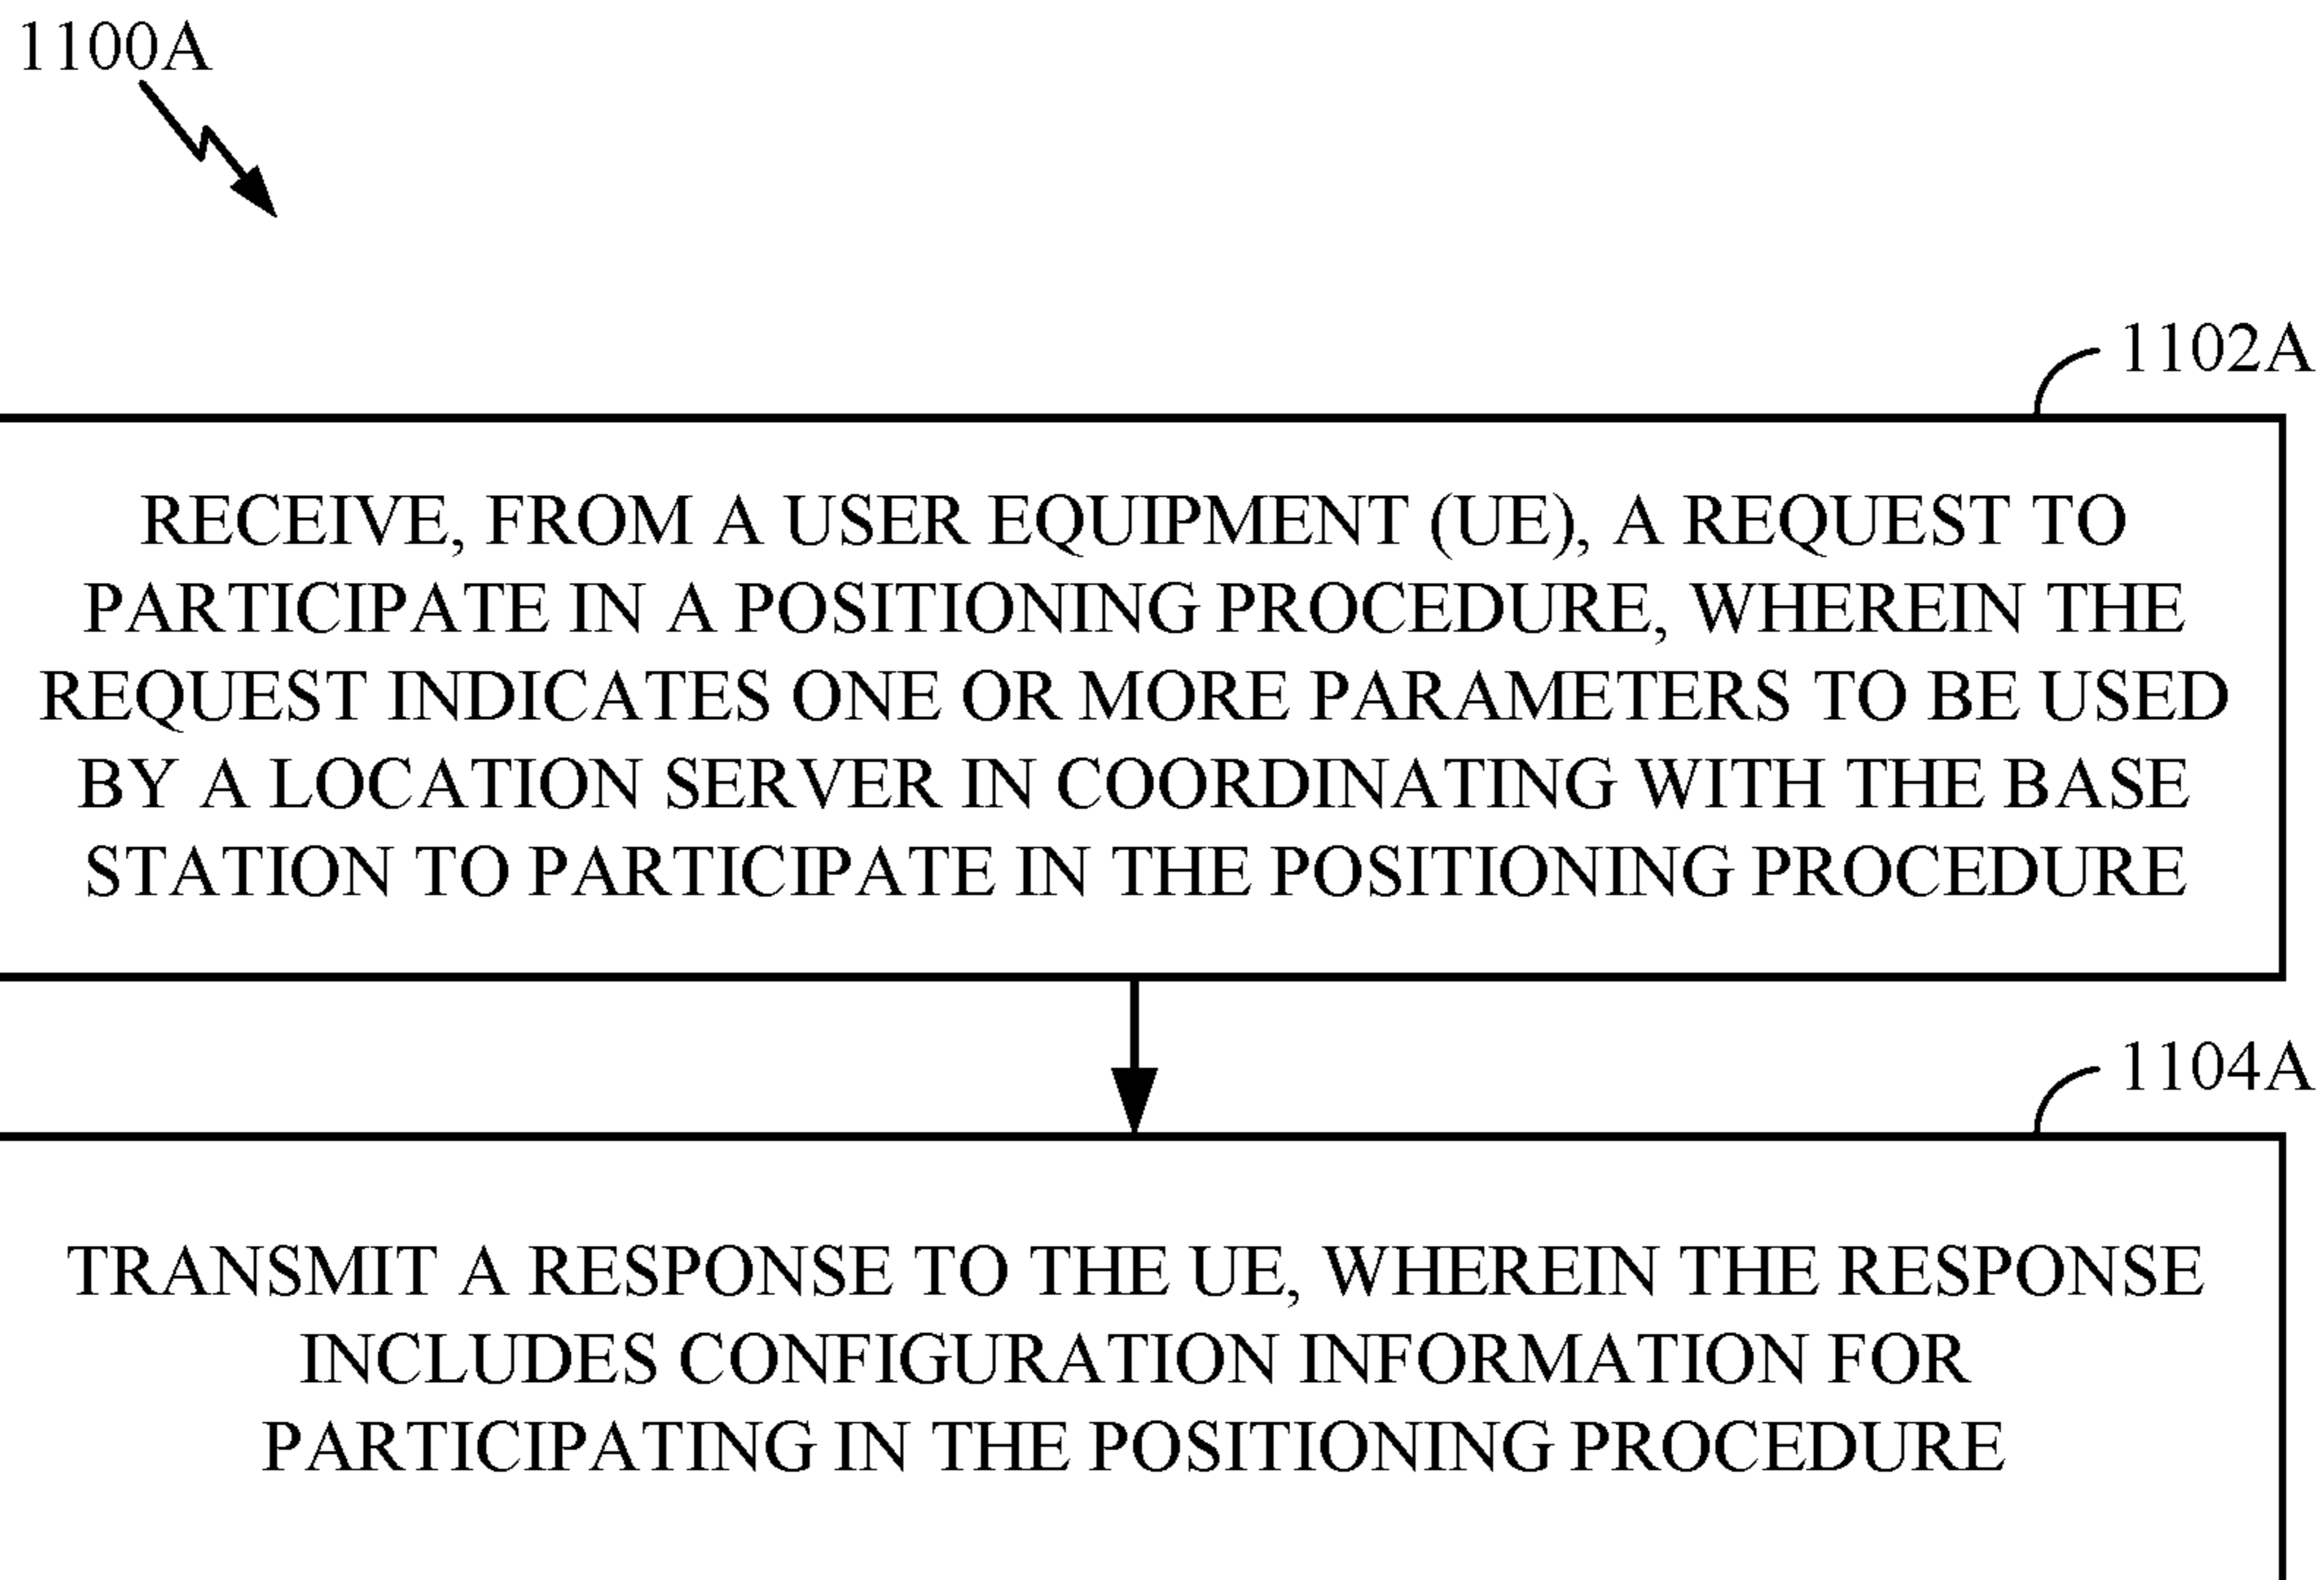 1100A
1102A
RECEIVE, FROM A USER EQUIPMENT (UE), A REQUEST TO
PARTICIPATE IN A POSITIONING PROCEDURE, WHEREIN THE
REQUEST INDICATES ONE OR MORE PARAMETERS TO BE USED
BY A LOCATION SERVER IN COORDINATING WITH THE BASE
STATION TO PARTICIPATE IN THE POSITIONING PROCEDURE
1104A
TRANSMIT A RESPONSE TO THE UE, WHEREIN THE RESPONSE
INCLUDES CONFIGURATION INFORMATION FOR
PARTICIPATING IN THE POSITIONING PROCEDURE